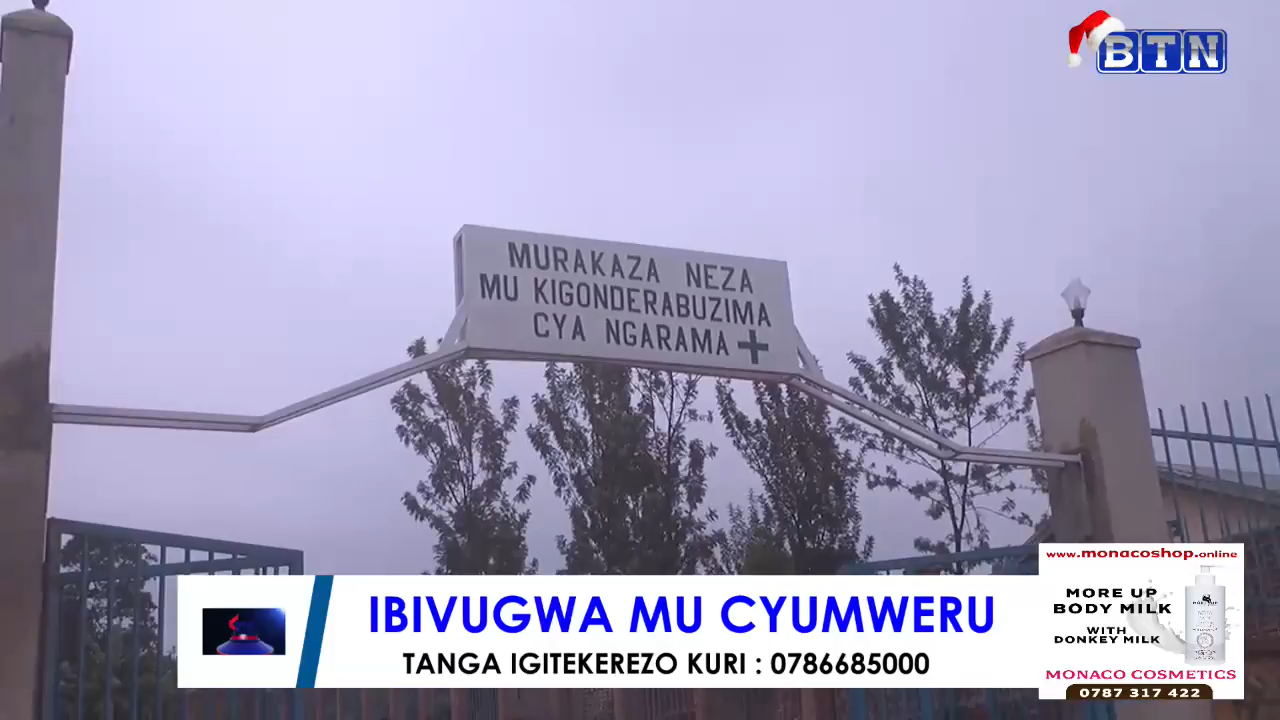 BTN
MURAKAZA NEZA
MU KIGONDERABUZIMA
CYA NGARAMA
IBIVUGWA MU CYUMWERU
TANGA IGITEKEREZO KURI : 0786685000
www.monacoshop.online
MORE UP
BODY MILK
WITH
DONKEY MILK
MONACO COSMETICS
0787 317 422